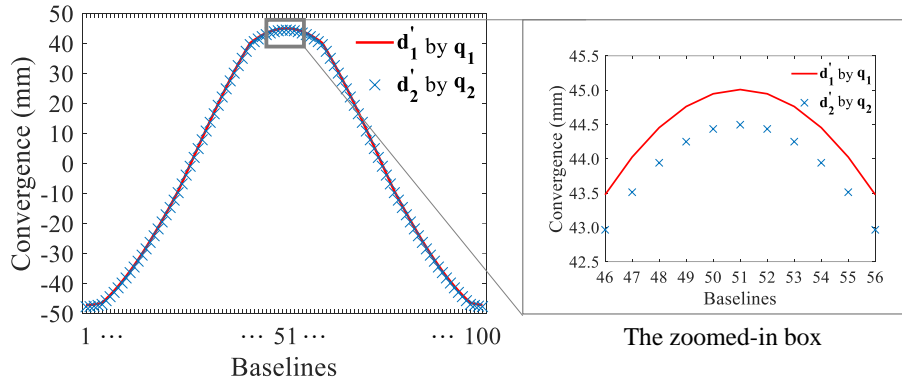 Convergence (mm)
50
40
30
20
10
0
-10
-20
-30
-40
-50
1 ··· ··· 51 ··· ··· 100
Baselines
d'1 by q1
d'2 by q2
Convergence (mm)
45.5
45.0
44.5
44.0
43.5
43.0
42.5
46 47 48 49 50 51 52 53 54 55 56
Baselines
d'1 by q1
d'2 by q2
The zoomed-in box